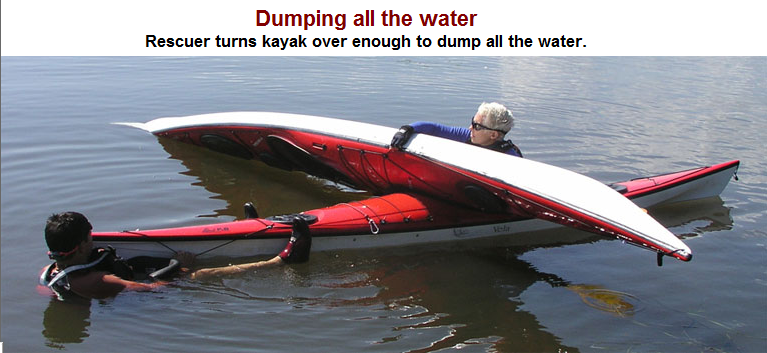 Dumping all the water
Rescuer turns kayak over enough to dump all the water.